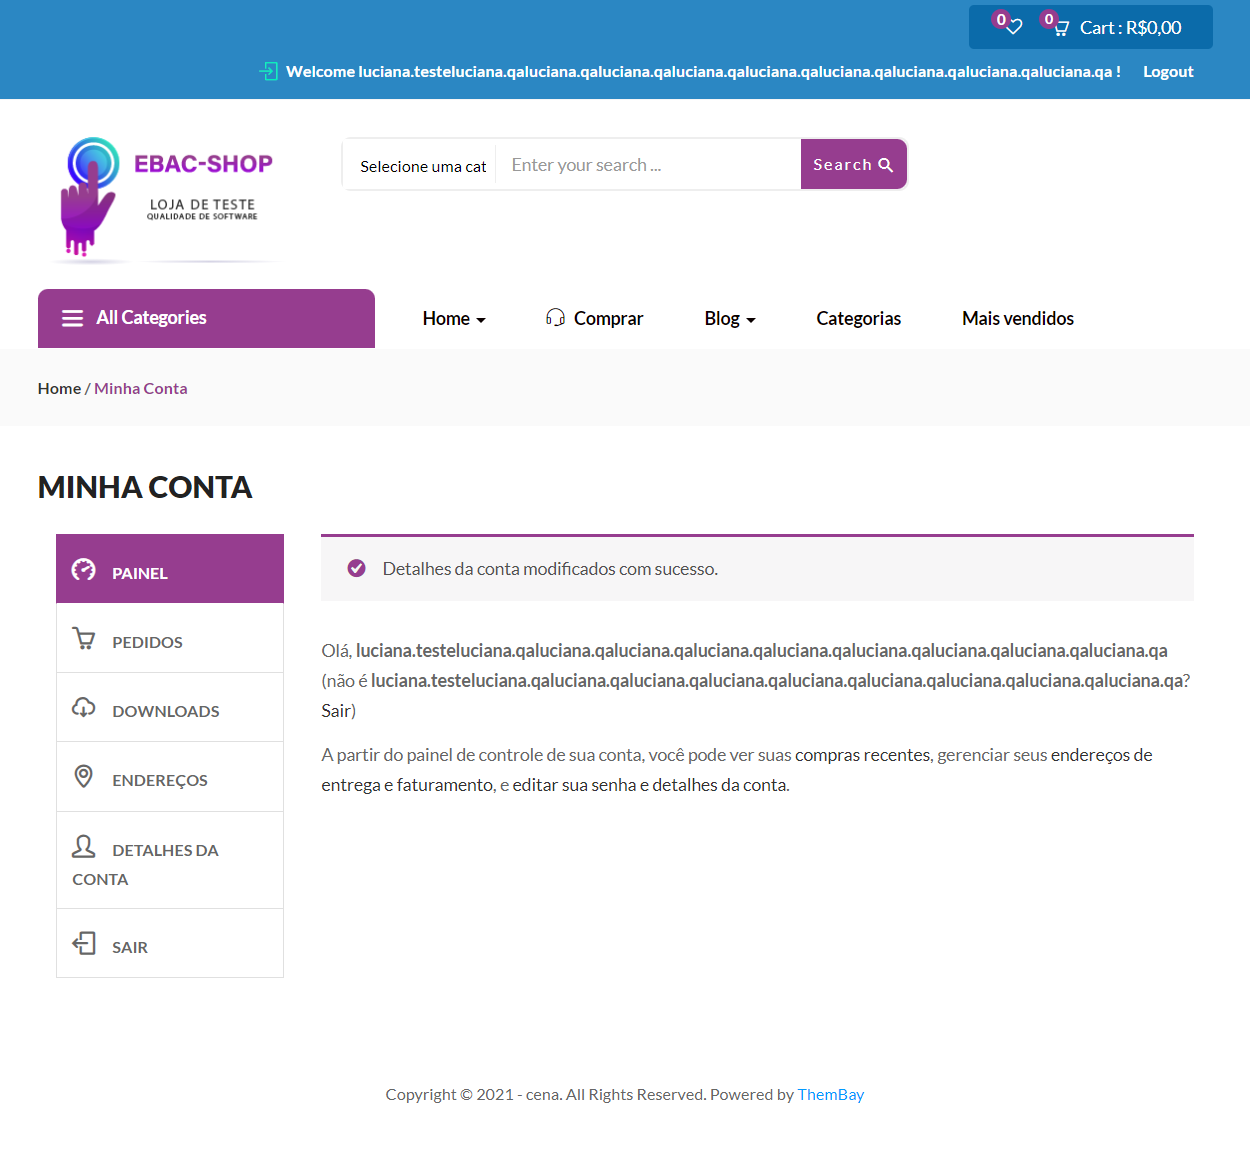 0
0
Cart : R$0,00
Welcome luciana.testeluciana.qaluciana.qaluciana.qaluciana.qaluciana.qaluciana.qaluciana.qaluciana.qaluciana.qa !
Logout
EBAC-SHOP
LOJA DE TESTE
QUALIDADE DE SOFTWARE
Selecione uma cat
Enter your search ...
Search
All Categories
Home
Comprar
Blog
Categorias
Mais vendidos
Home / Minha Conta
MINHA CONTA
PAINEL
PEDIDOS
DOWNLOADS
ENDEREÇOS
DETALHES DA
CONTA
SAIR
Detalhes da conta modificados com sucesso.
Olá, luciana.testeluciana.qaluciana.qaluciana.qaluciana.qaluciana.qaluciana.qaluciana.qaluciana.qaluciana.qa
(não é luciana.testeluciana.qaluciana.qaluciana.qaluciana.qaluciana.qaluciana.qaluciana.qaluciana.qaluciana.qa?
Sair)
A partir do painel de controle de sua conta, você pode ver suas compras recentes, gerenciar seus endereços de
entrega e faturamento, e editar sua senha e detalhes da conta.
Copyright © 2021 - cena. All Rights Reserved. Powered by ThemBay